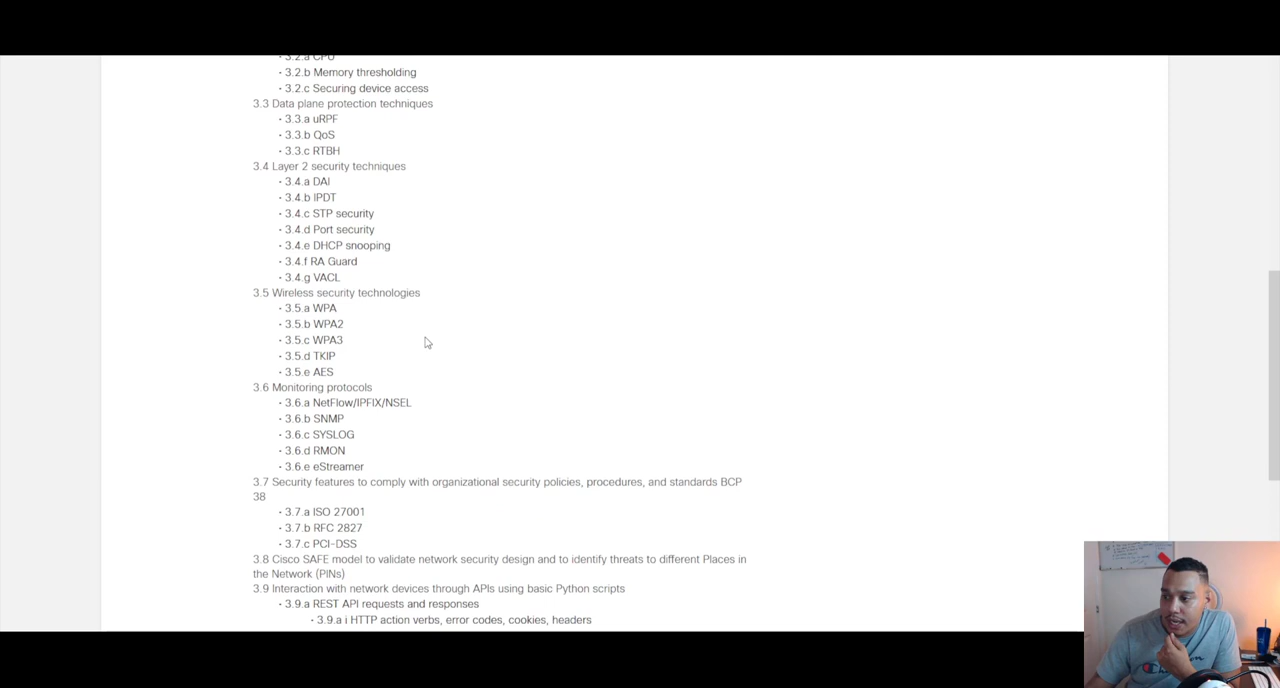 • 3.2.a CPU
• 3.2.b Memory thresholding
• 3.2.c Securing device access
3.3 Data plane protection techniques
• 3.3.a uRPF
• 3.3.b QoS
• 3.3.c RTBH
3.4 Layer 2 security techniques
• 3.4.a DAI
• 3.4.b IPDT
• 3.4.c STP security
• 3.4.d Port security
• 3.4.e DHCP snooping
• 3.4.f RA Guard
• 3.4.g VACL
3.5 Wireless security technologies
• 3.5.a WPA
• 3.5.b WPA2
• 3.5.c WPA3
• 3.5.d TKIP
• 3.5.e AES
3.6 Monitoring protocols
• 3.6.a NetFlow/IPFIX/NSEL
• 3.6.b SNMP
• 3.6.c SYSLOG
• 3.6.d RMON
• 3.6.e eStreamer
3.7 Security features to comply with organizational security policies, procedures, and standards BCP
38
• 3.7.a ISO 27001
• 3.7.b RFC 2827
• 3.7.c PCI-DSS
3.8 Cisco SAFE model to validate network security design and to identify threats to different Places in
the Network (PINs)
3.9 Interaction with network devices through APIs using basic Python scripts
• 3.9.a REST API requests and responses
• 3.9.a i HTTP action verbs, error codes, cookies, headers